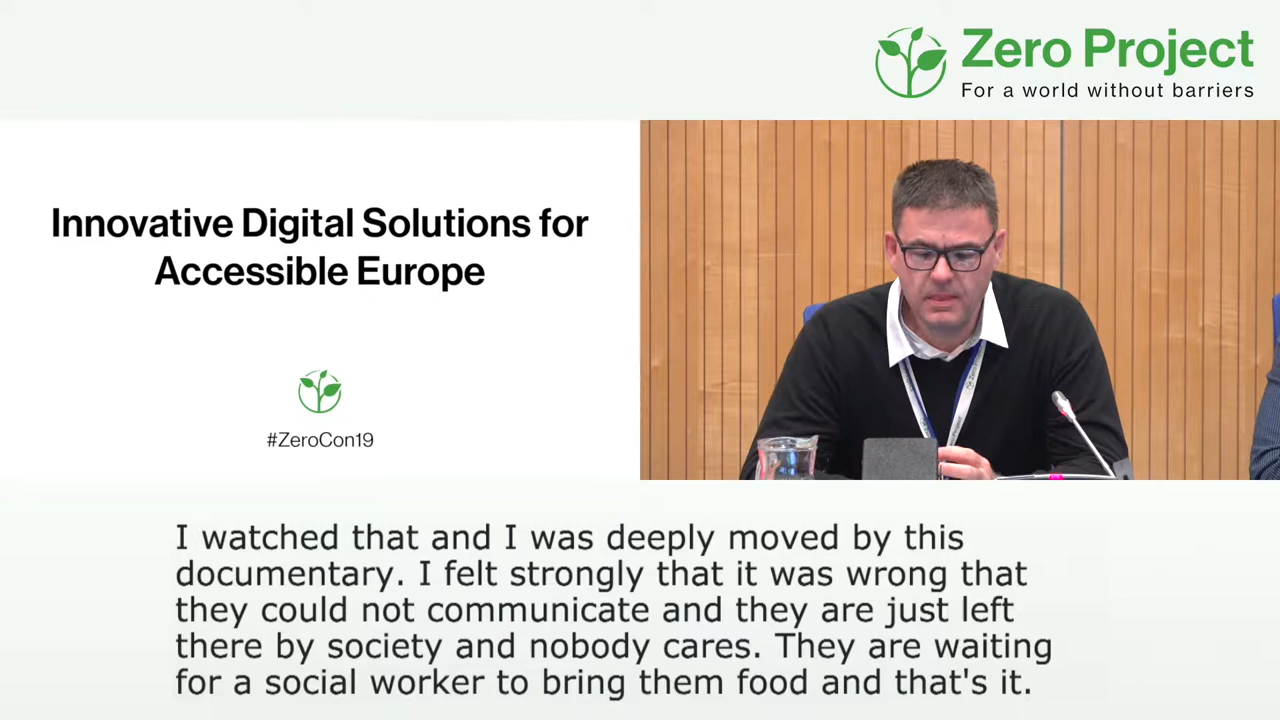 Zero Project
For a world without barriers
Innovative Digital Solutions for
Accessible Europe
#ZeroCon19
I watched that and I was deeply moved by this
documentary. I felt strongly that it was wrong that
they could not communicate and they are just left
there by society and nobody cares. They are waiting
for a social worker to bring them food and that's it.